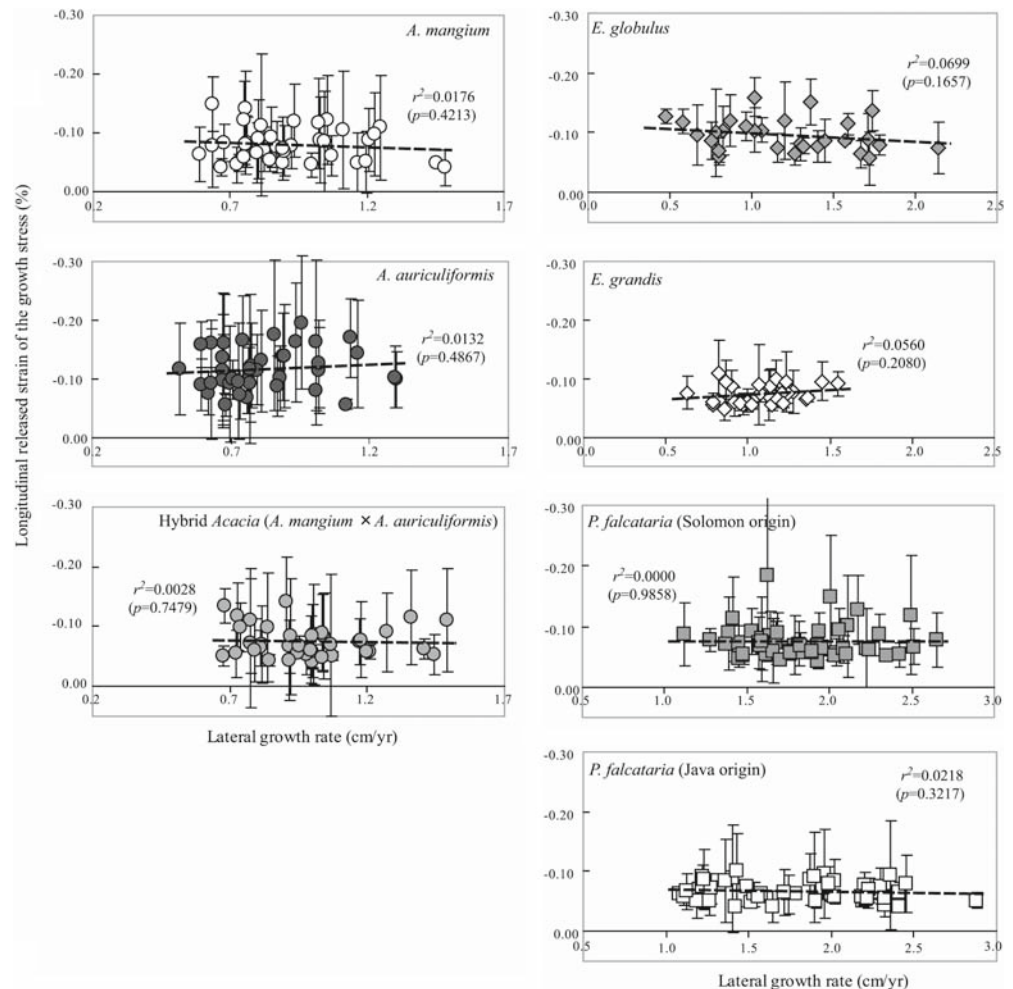 Longitudinal released strain of the growth stress (%)
A. mangium
r²=0.0176
(p=0.4213)
-0.30
-0.20
-0.10
0.00
0.2 0.7 1.2 1.7
A. auriculiformis
r²=0.0132
(p=0.4867)
-0.30
-0.20
-0.10
0.00
0.2 0.7 1.2 1.7
Hybrid Acacia (A. mangium × A. auriculiformis)
r²=0.0028
(p=0.7479)
-0.30
-0.20
-0.10
0.00
0.2 0.7 1.2 1.7
Lateral growth rate (cm/yr)
E. globulus
r²=0.0699
(p=0.1657)
-0.30
-0.20
-0.10
0.00
0.0 0.5 1.0 1.5 2.0 2.5
E. grandis
r²=0.0560
(p=0.2080)
-0.30
-0.20
-0.10
0.00
0.0 0.5 1.0 1.5 2.0 2.5
P. falcataria (Solomon origin)
r²=0.0000
(p=0.9858)
-0.30
-0.20
-0.10
0.00
0.5 1.0 1.5 2.0 2.5 3.0
P. falcataria (Java origin)
r²=0.0218
(p=0.3217)
-0.30
-0.20
-0.10
0.00
0.5 1.0 1.5 2.0 2.5 3.0
Lateral growth rate (cm/yr)